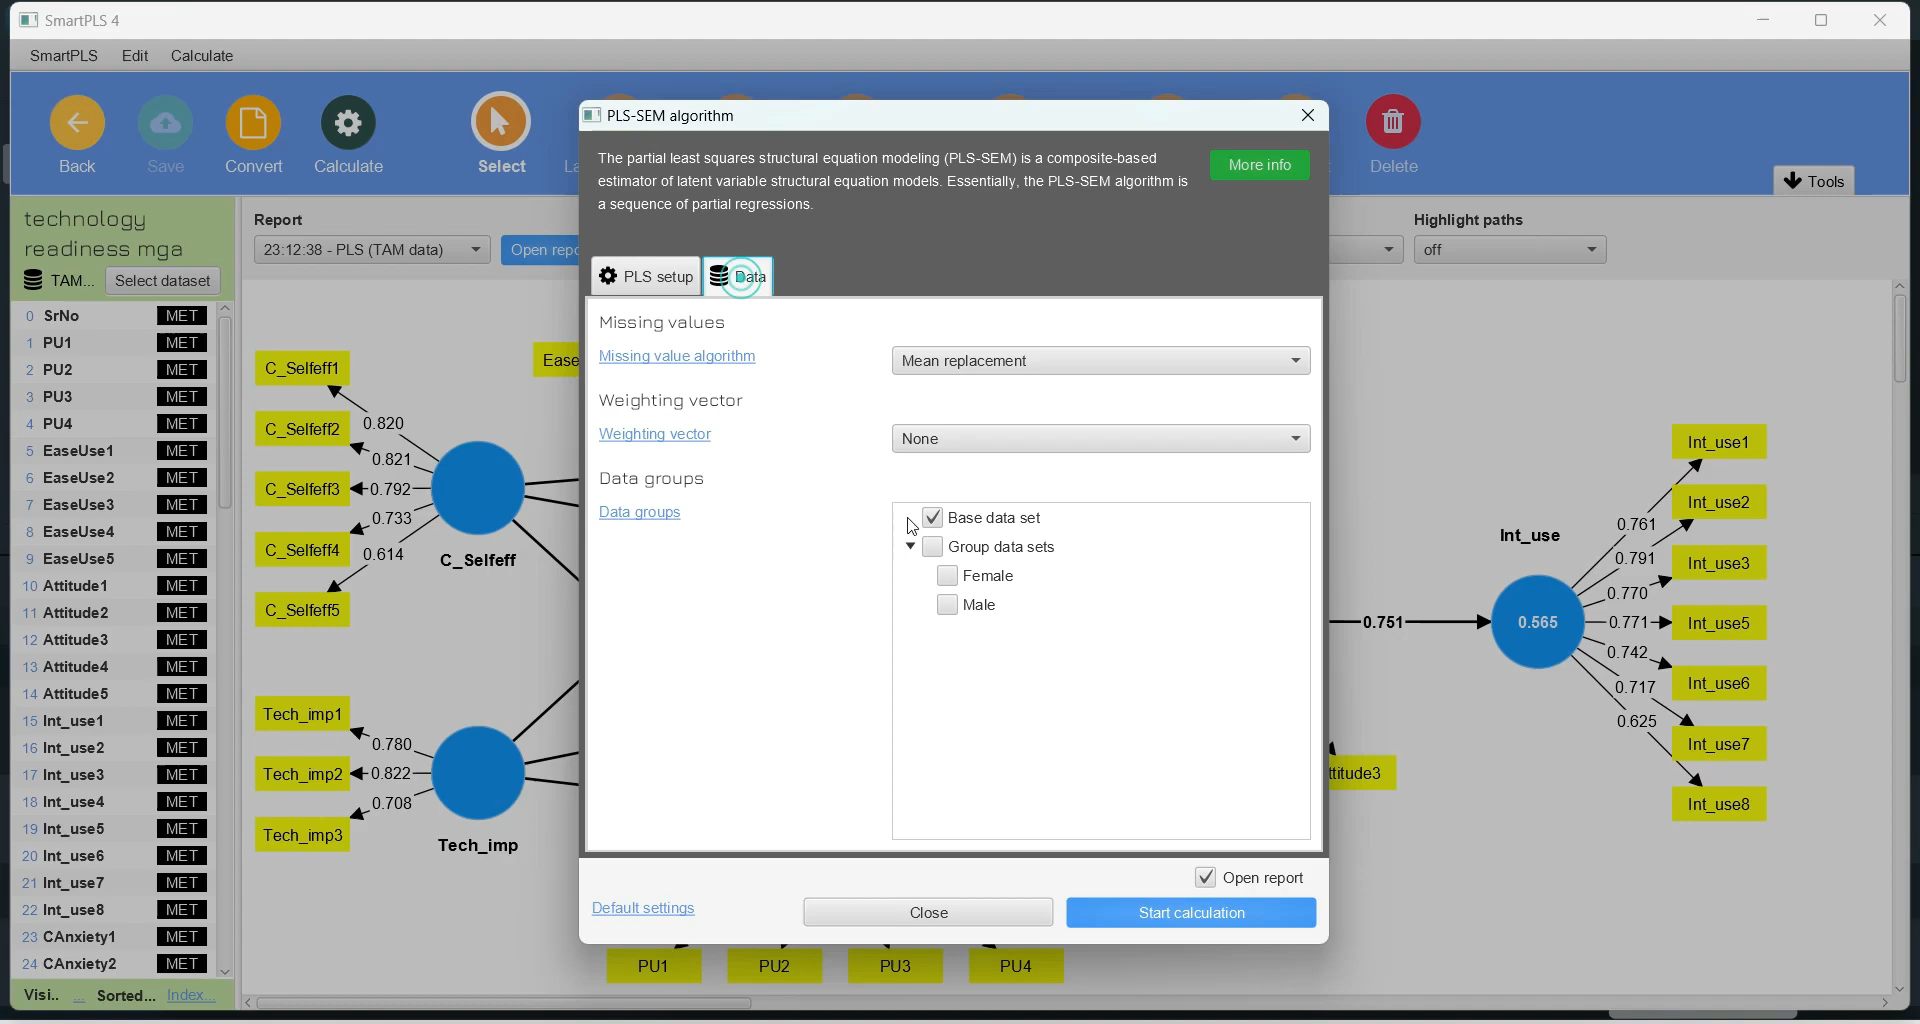 SmartPLS 4
SmartPLS Edit Calculate
Back
Save
Convert
Calculate
Select
Delete
Tools
technology
readiness mga
TAM... Select dataset
0 SrNo MET
1 PU1 MET
2 PU2 MET
3 PU3 MET
4 PU4 MET
5 EaseUse1 MET
6 EaseUse2 MET
7 EaseUse3 MET
8 EaseUse4 MET
9 EaseUse5 MET
10 Attitude1 MET
11 Attitude2 MET
12 Attitude3 MET
13 Attitude4 MET
14 Attitude5 MET
15 Int_use1 MET
16 Int_use2 MET
17 Int_use3 MET
18 Int_use4 MET
19 Int_use5 MET
20 Int_use6 MET
21 Int_use7 MET
22 Int_use8 MET
23 CAnxiety1 MET
24 CAnxiety2 MET
Visi.. ... Sorted... Index...
Report
23:12:38 - PLS (TAM data)
Open repo
Highlight paths
off
C_Selfeff1
C_Selfeff2
C_Selfeff3
C_Selfeff4
C_Selfeff5
0.820
0.821
0.792
0.733
0.614
C_Selfeff
Ease
Tech_imp1
Tech_imp2
Tech_imp3
0.780
0.822
0.708
Tech_imp
PLS-SEM algorithm
The partial least squares structural equation modeling (PLS-SEM) is a composite-based
estimator of latent variable structural equation models. Essentially, the PLS-SEM algorithm is
a sequence of partial regressions.
More info
PLS setup
Data
Missing values
Missing value algorithm
Mean replacement
Weighting vector
Weighting vector
None
Data groups
Data groups
Base data set
Group data sets
Female
Male
Open report
Default settings
Close
Start calculation
PU1
PU2
PU3
PU4
0.751
ttitude3
Int_use
0.565
0.761
0.791
0.770
0.771
0.742
0.717
0.625
Int_use1
Int_use2
Int_use3
Int_use5
Int_use6
Int_use7
Int_use8